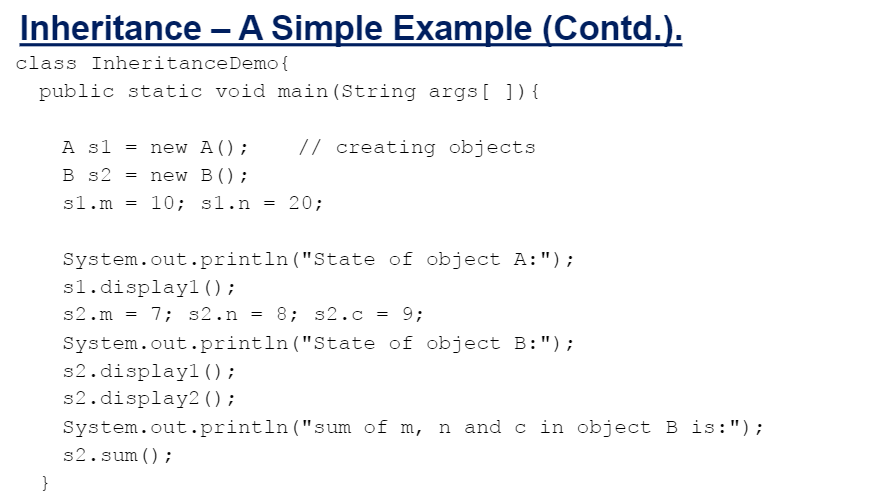 Inheritance – A Simple Example (Contd.).
class InheritanceDemo{
public static void main(String args[ ]){
A s1 = new A();    // creating objects
B s2 = new B();
s1.m = 10; s1.n = 20;
System.out.println("State of object A:");
s1.display1();
s2.m = 7; s2.n = 8; s2.c = 9;
System.out.println("State of object B:");
s2.display1();
s2.display2();
System.out.println("sum of m, n and c in object B is:");
s2.sum();
}